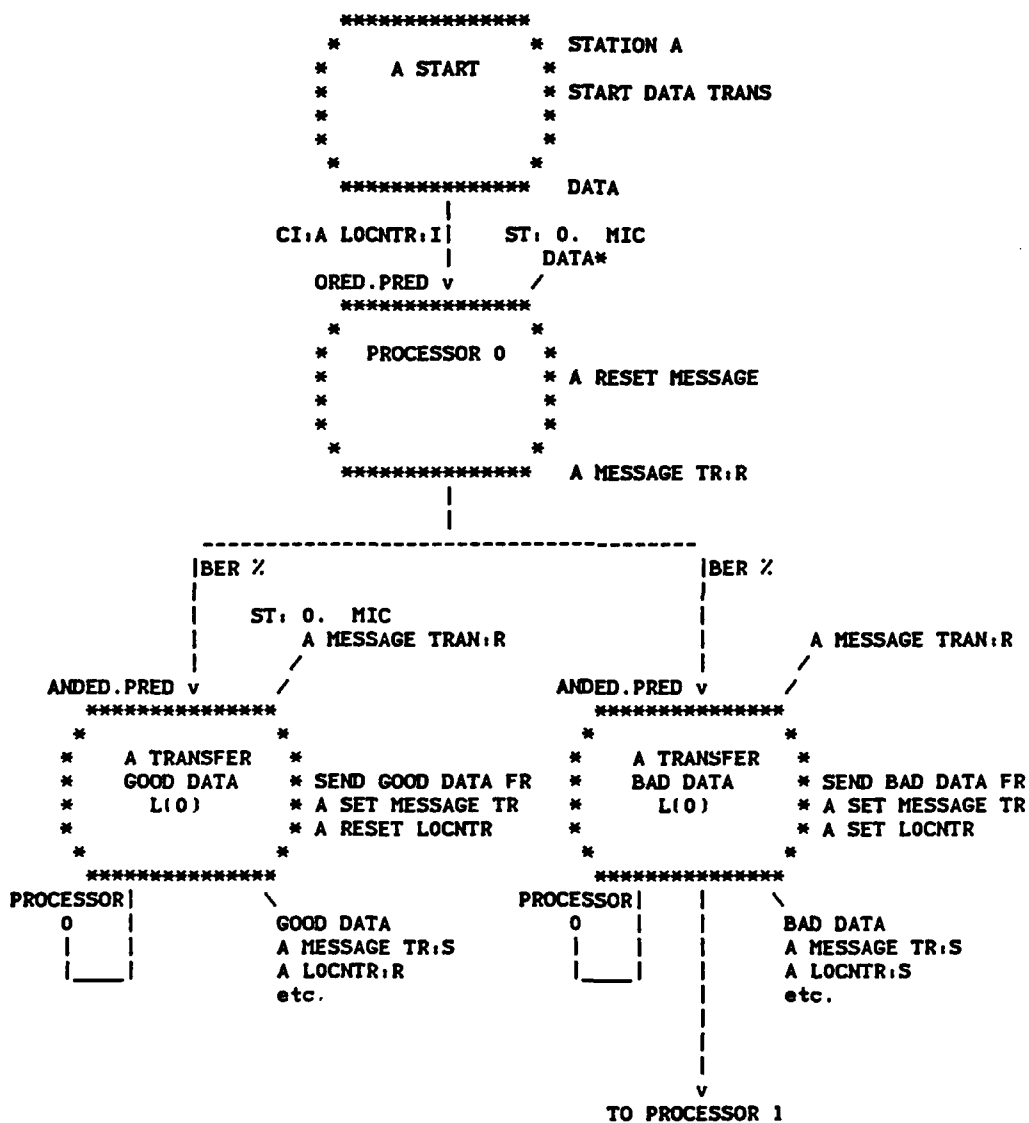 STATION A
A START
START DATA TRANS
DATA
CI:A LOCNTR:I ST: 0. MIC
DATA*
ORED.PRED v
PROCESSOR 0
A RESET MESSAGE
A MESSAGE TR:R
BER % BER %
ST: 0. MIC
A MESSAGE TRAN:R A MESSAGE TRAN:R
ANDED.PRED v ANDED.PRED v
A TRANSFER A TRANSFER
GOOD DATA SEND GOOD DATA FR BAD DATA SEND BAD DATA FR
L(0) A SET MESSAGE TR L(0) A SET MESSAGE TR
A RESET LOCNTR A SET LOCNTR
PROCESSOR PROCESSOR
0 GOOD DATA 0 BAD DATA
A MESSAGE TR:S A MESSAGE TR:S
A LOCNTR:R A LOCNTR:S
etc. etc.
v
TO PROCESSOR 1